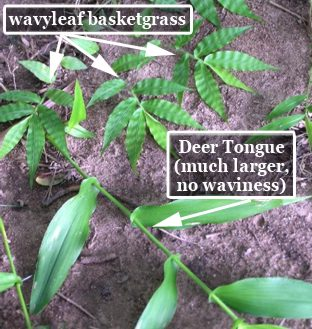 wavyleaf basketgrass
Deer Tongue
(much larger,
no waviness)